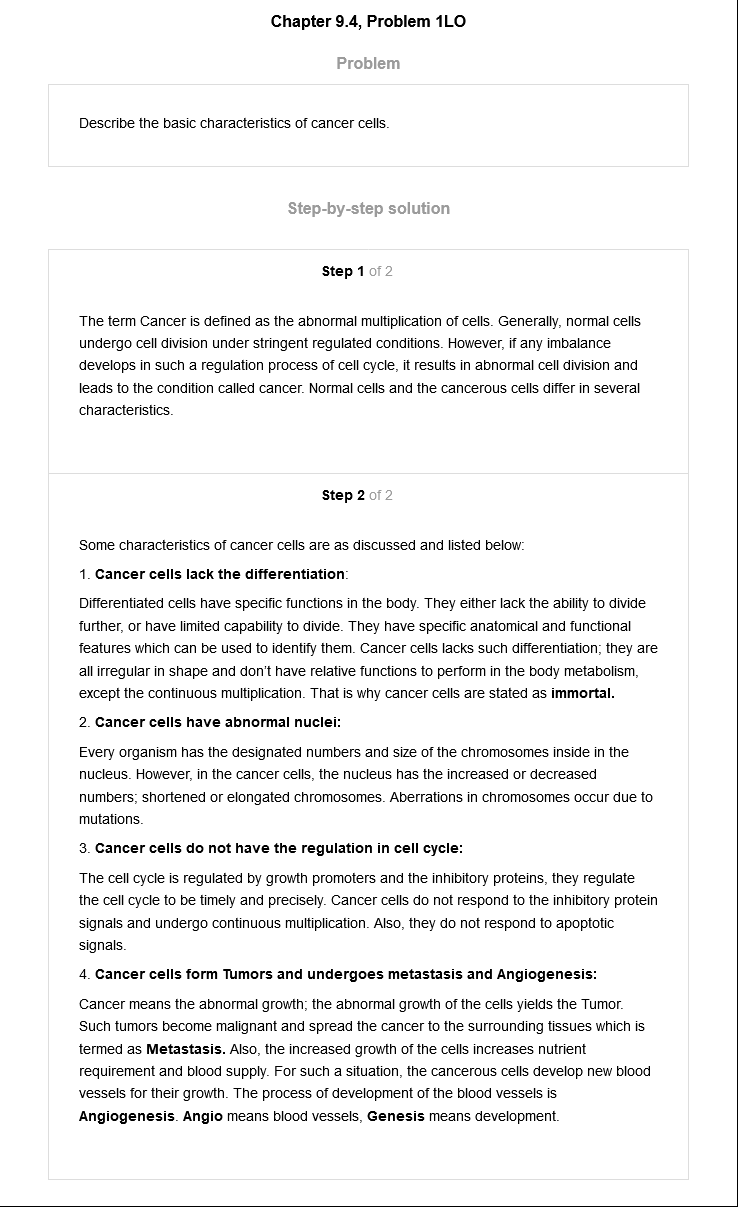 Chapter 9.4, Problem 1LO
Problem
Describe the basic characteristics of cancer cells.
Step-by-step solution
Step 1 of 2
The term Cancer is defined as the abnormal multiplication of cells. Generally, normal cells
undergo cell division under stringent regulated conditions. However, if any imbalance
develops in such a regulation process of cell cycle, it results in abnormal cell division and
leads to the condition called cancer. Normal cells and the cancerous cells differ in several
characteristics.
Step 2 of 2
Some characteristics of cancer cells are as discussed and listed below:
1. Cancer cells lack the differentiation:
Differentiated cells have specific functions in the body. They either lack the ability to divide
further, or have limited capability to divide. They have specific anatomical and functional
features which can be used to identify them. Cancer cells lacks such differentiation; they are
all irregular in shape and don't have relative functions to perform in the body metabolism,
except the continuous multiplication. That is why cancer cells are stated as immortal.
2. Cancer cells have abnormal nuclei:
Every organism has the designated numbers and size of the chromosomes inside in the
nucleus. However, in the cancer cells, the nucleus has the increased or decreased
numbers; shortened or elongated chromosomes. Aberrations in chromosomes occur due to
mutations.
3. Cancer cells do not have the regulation in cell cycle:
The cell cycle is regulated by growth promoters and the inhibitory proteins, they regulate
the cell cycle to be timely and precisely. Cancer cells do not respond to the inhibitory protein
signals and undergo continuous multiplication. Also, they do not respond to apoptotic
signals.
4. Cancer cells form Tumors and undergoes metastasis and Angiogenesis:
Cancer means the abnormal growth; the abnormal growth of the cells yields the Tumor.
Such tumors become malignant and spread the cancer to the surrounding tissues which is
termed as Metastasis. Also, the increased growth of the cells increases nutrient
requirement and blood supply. For such a situation, the cancerous cells develop new blood
vessels for their growth. The process of development of the blood vessels is
Angiogenesis. Angio means blood vessels, Genesis means development.